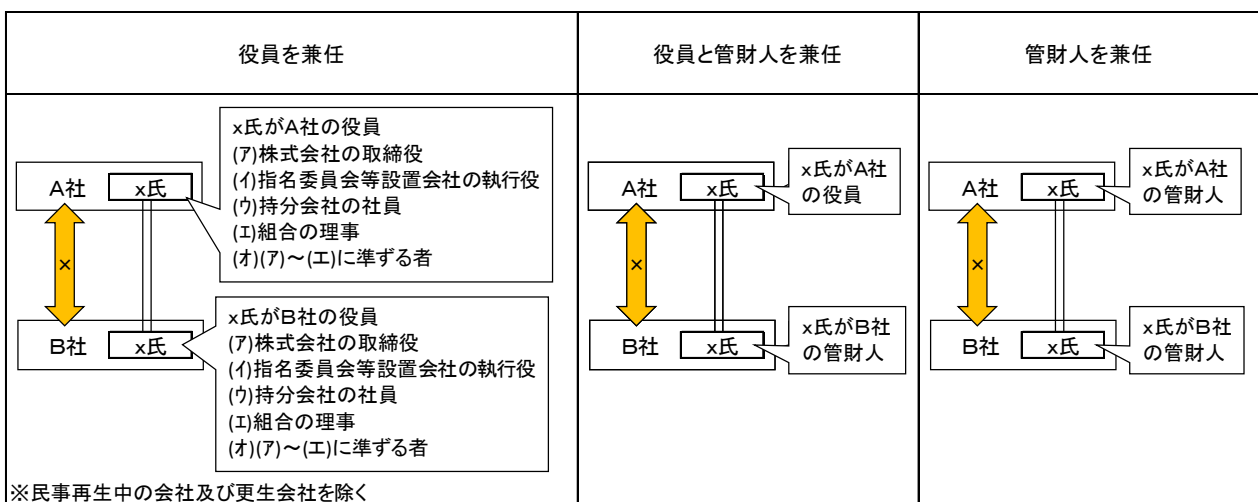 役員を兼任
役員と管財人を兼任
管財人を兼任
x氏がA社の役員
(ア)株式会社の取締役
(イ)指名委員会等設置会社の執行役
(ウ)持分会社の社員
(エ)組合の理事
(オ)(ア)～(エ)に準ずる者
A社
x氏
×
B社
x氏
x氏がB社の役員
(ア)株式会社の取締役
(イ)指名委員会等設置会社の執行役
(ウ)持分会社の社員
(エ)組合の理事
(オ)(ア)～(エ)に準ずる者
※民事再生中の会社及び更生会社を除く
x氏がA社
の役員
A社
x氏
×
B社
x氏
x氏がB社
の管財人
x氏がA社
の管財人
A社
x氏
×
B社
x氏
x氏がB社
の管財人